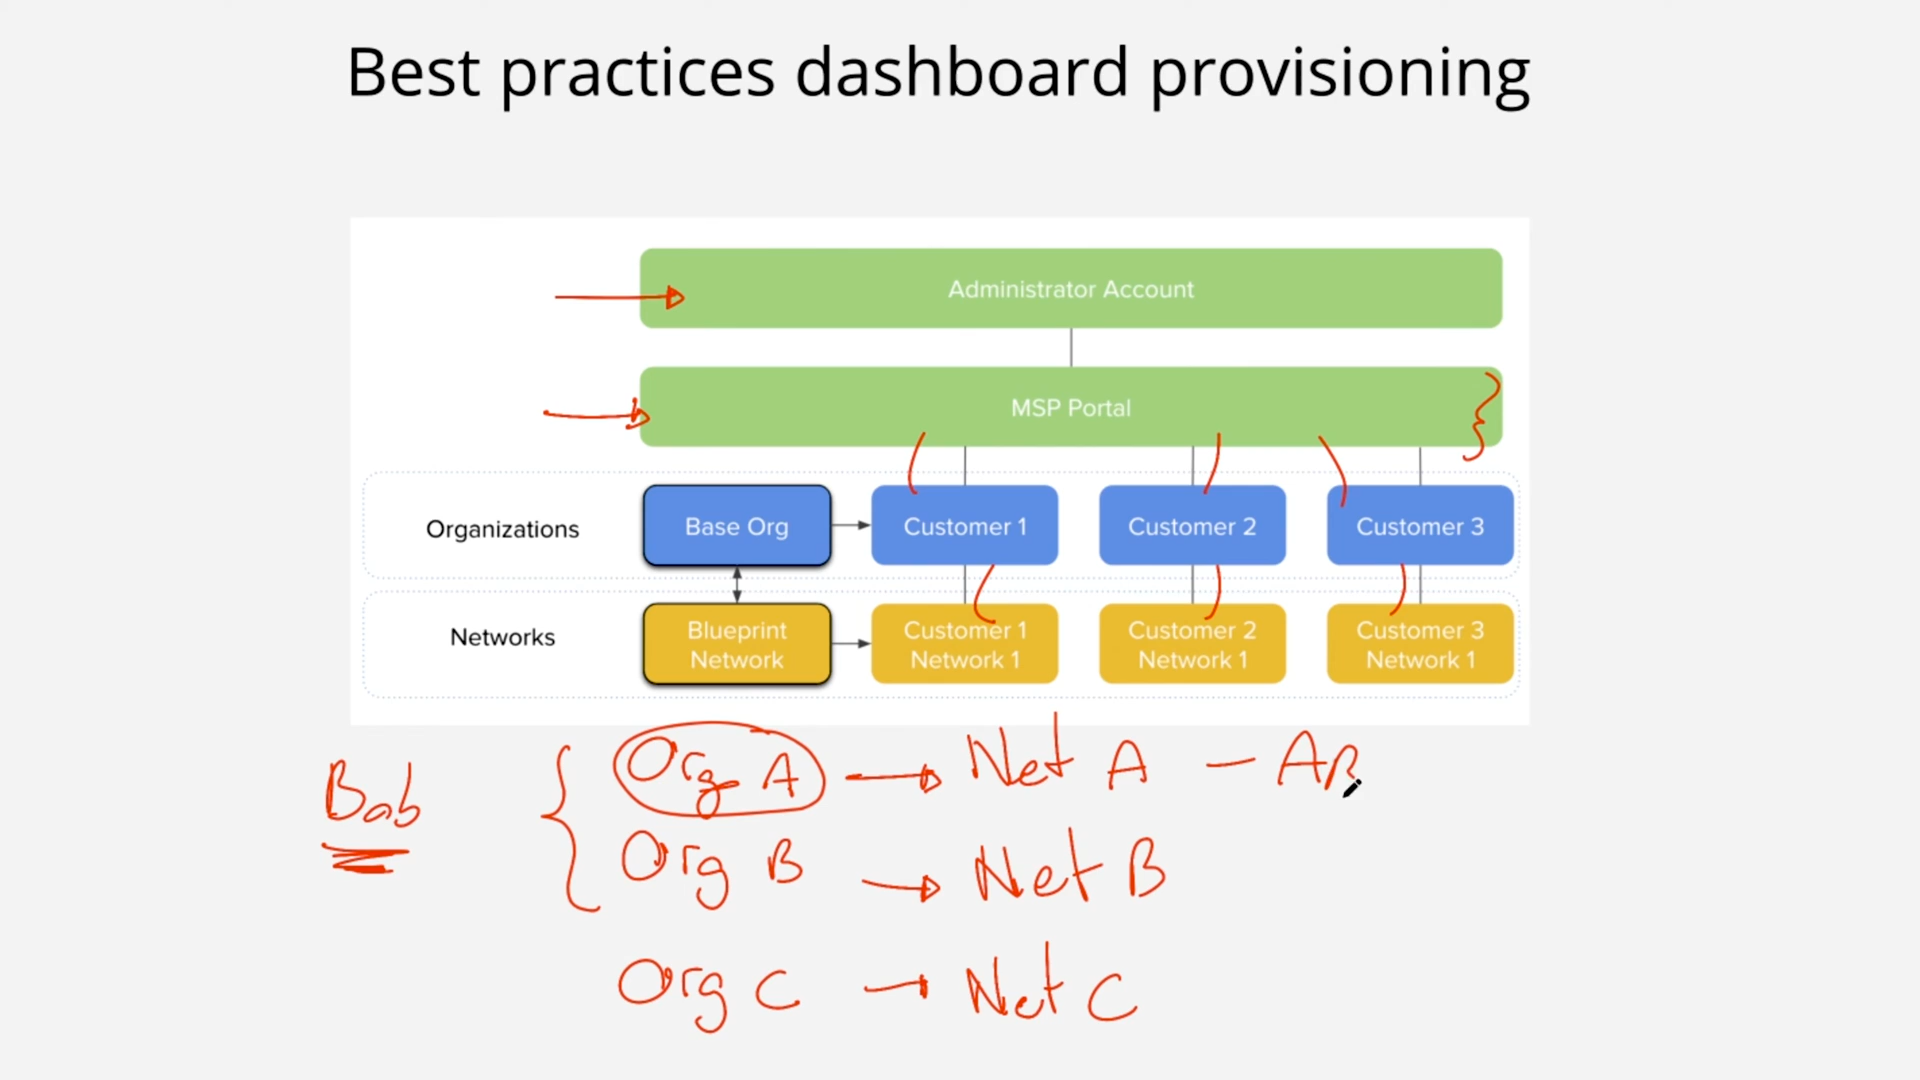 Best practices dashboard provisioning
Administrator Account
MSP Portal
Organizations
Base Org
Customer 1
Customer 2
Customer 3
Networks
Blueprint
Network
Customer 1
Network 1
Customer 2
Network 1
Customer 3
Network 1
Bob
Org A → Net A –
Org B → Net B
Org C → Net C